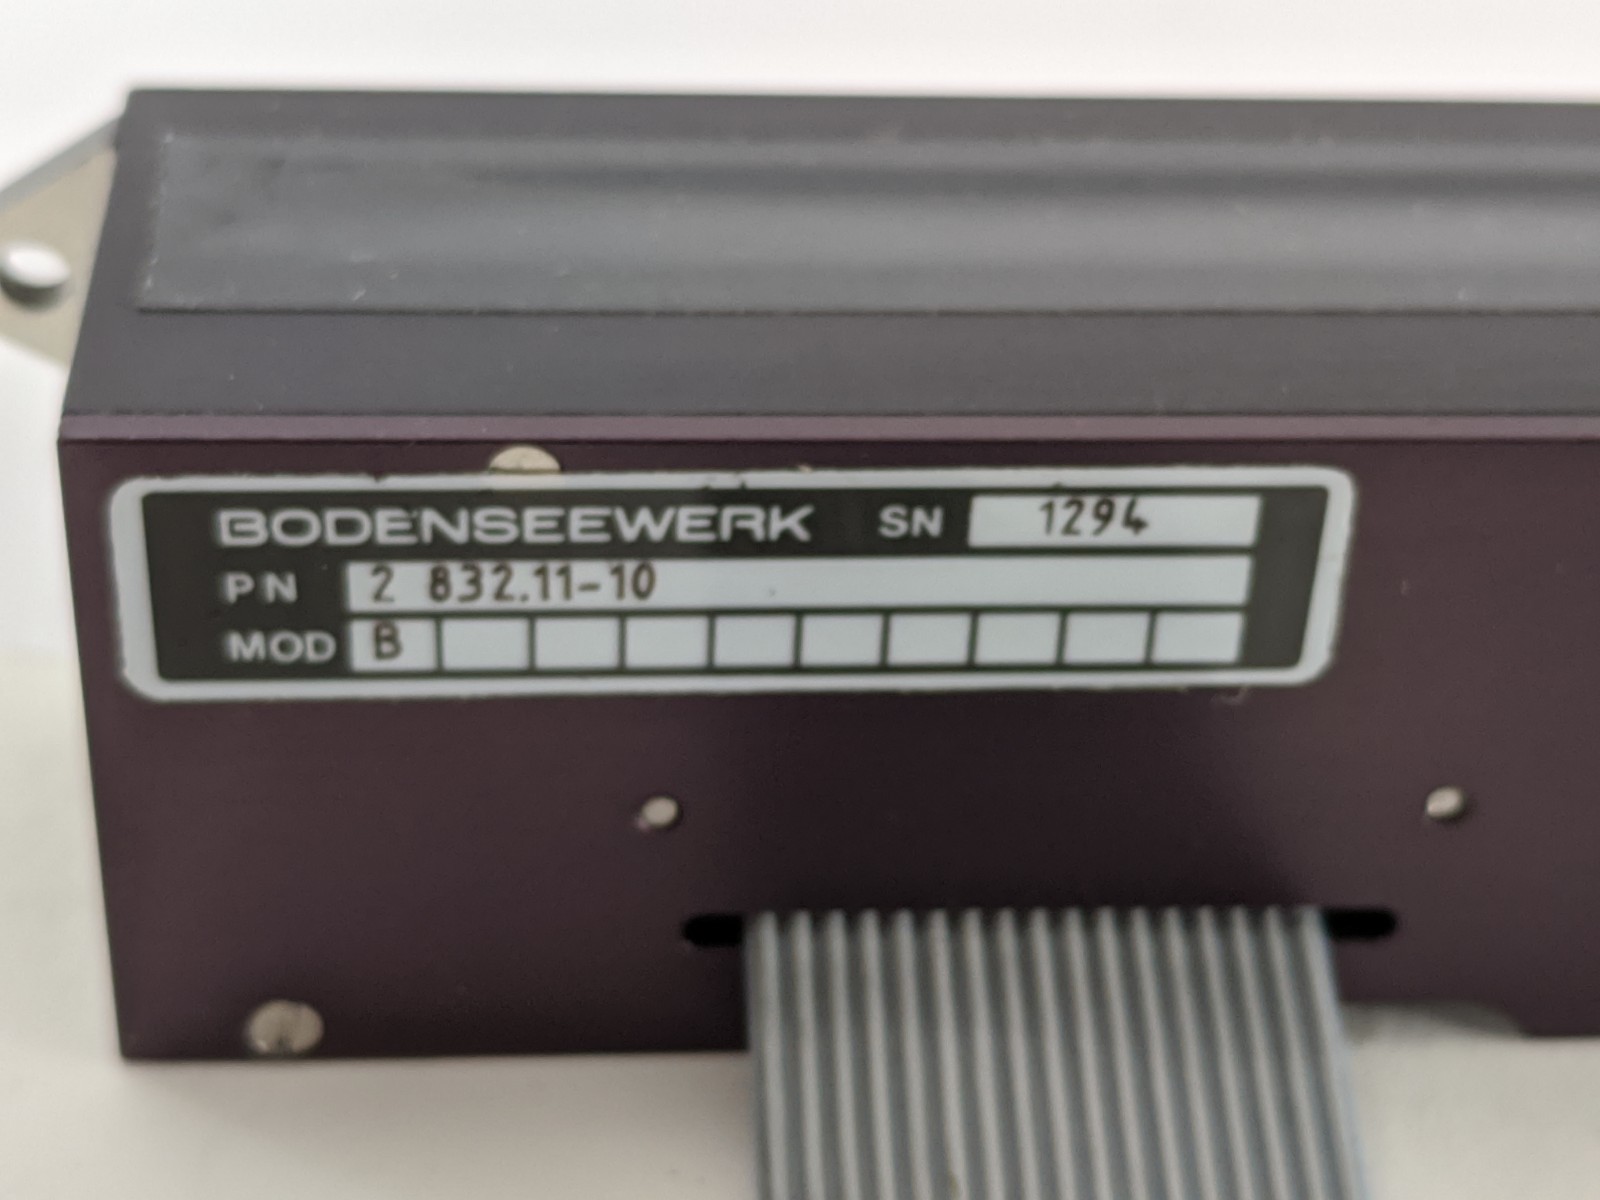 BODENSEEWERK SN 1294
PN 2 832.11-10
MOD B